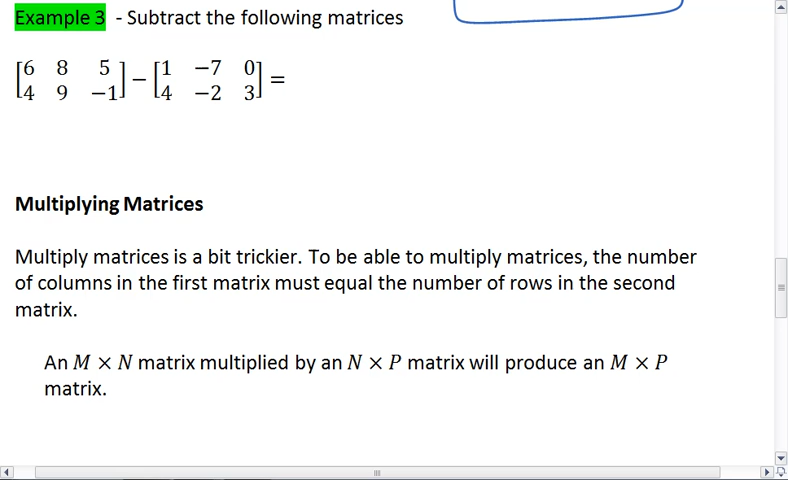 Example 3 - Subtract the following matrices
[6 8 5
4 9 −1] − [1 −7 0
4 −2 3] =
Multiplying Matrices
Multiply matrices is a bit trickier. To be able to multiply matrices, the number
of columns in the first matrix must equal the number of rows in the second
matrix.
An M × N matrix multiplied by an N × P matrix will produce an M × P
matrix.